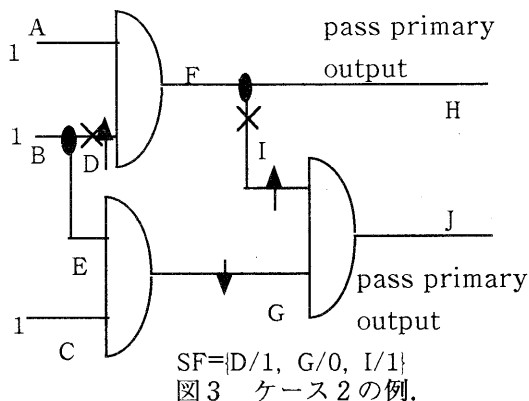 A
1
pass primary
output
F
H
1
B
D
I
E
J
G
pass primary
output
1
C
SF={D/1, G/0, I/1}
図3 ケース2の例.